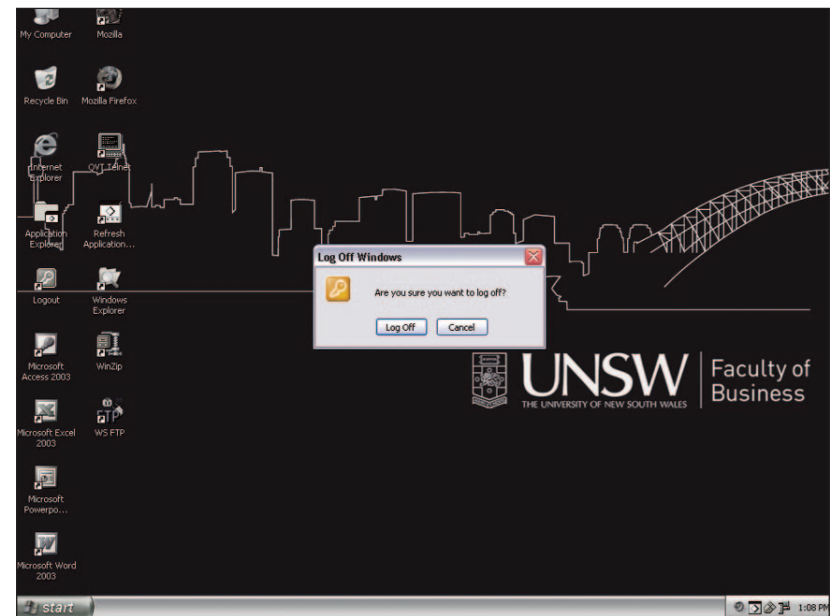 My Computer
Mozilla
Recycle Bin
Mozilla Firefox
Internet
Explorer
QVT Telnet
Application
Explorer
Refresh
Application...
Logout
Windows
Explorer
Microsoft
Access 2003
WinZip
Microsoft Excel
2003
FTP
WS FTP
Microsoft
Powerpo...
Microsoft Word
2003
Log Off Windows
Are you sure you want to log off?
Log Off
Cancel
UNSW
THE UNIVERSITY OF NEW SOUTH WALES
Faculty of
Business
start
1:08 PM